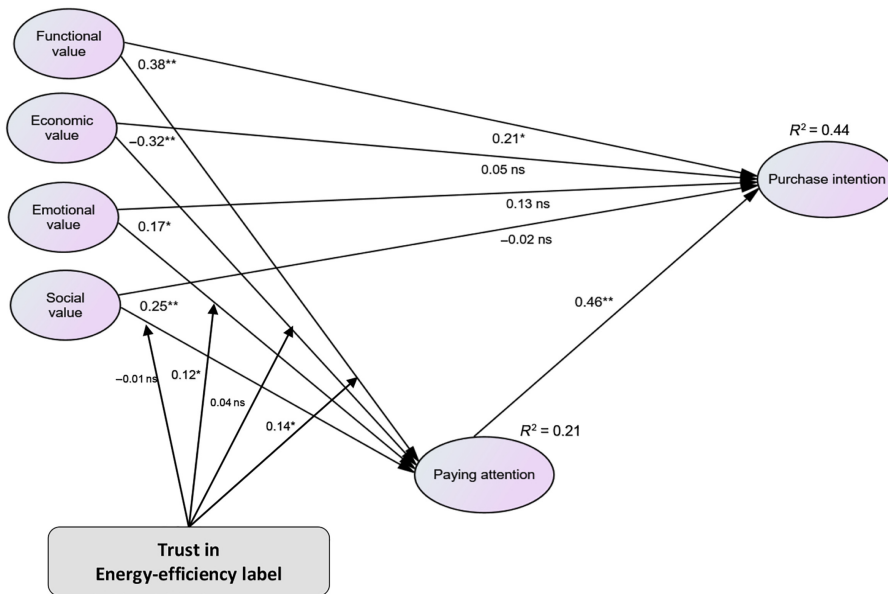 Functional
value
0.38**
Economic
value
–0.32**
0.21*
R² = 0.44
0.05 ns
Purchase intention
Emotional
value
0.17*
0.13 ns
–0.02 ns
Social
value
0.25**
0.46**
–0.01 ns
0.12*
0.04 ns
0.14*
R² = 0.21
Paying attention
Trust in
Energy-efficiency label